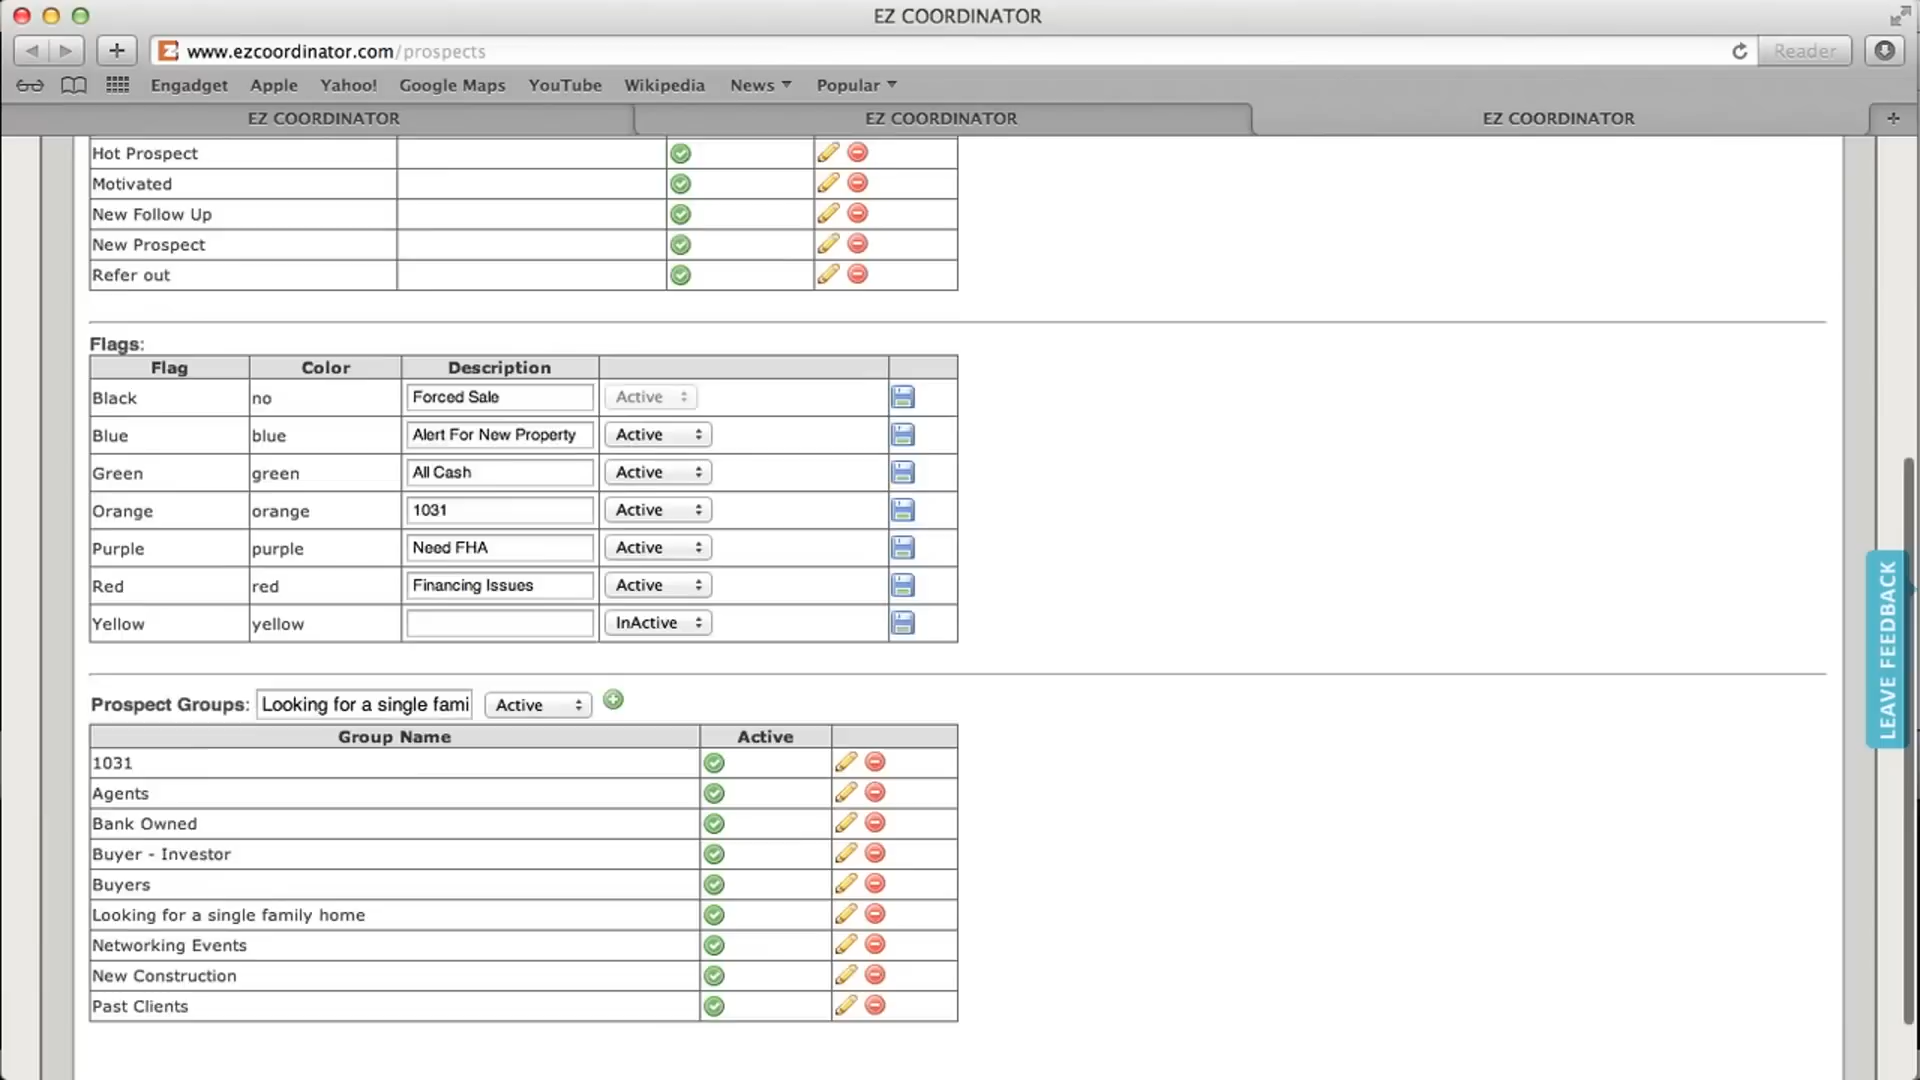 EZ COORDINATOR
www.ezcoordinator.com/prospects
Reader
Engadget Apple Yahoo! Google Maps YouTube Wikipedia News Popular
EZ COORDINATOR EZ COORDINATOR EZ COORDINATOR
Hot Prospect
Motivated
New Follow Up
New Prospect
Refer out
Flags:
Flag Color Description
Black no Forced Sale Active
Blue blue Alert For New Property Active
Green green All Cash Active
Orange orange 1031 Active
Purple purple Need FHA Active
Red red Financing Issues Active
Yellow yellow InActive
LEAVE FEEDBACK
Prospect Groups: Looking for a single fami Active
Group Name Active
1031
Agents
Bank Owned
Buyer - Investor
Buyers
Looking for a single family home
Networking Events
New Construction
Past Clients